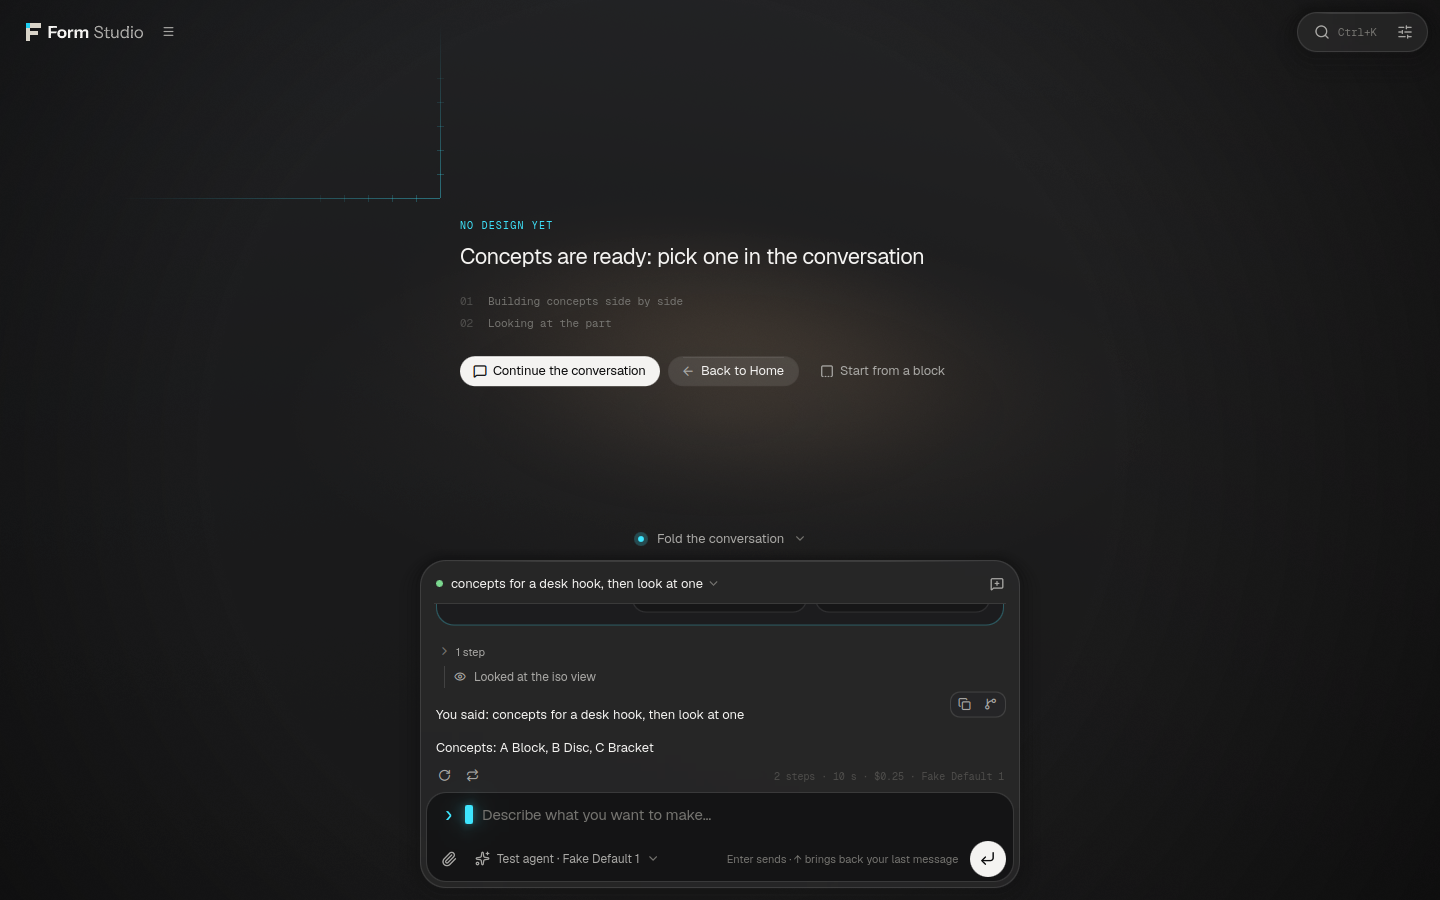 Form Studio
Ctrl+K
NO DESIGN YET
Concepts are ready: pick one in the conversation
01 Building concepts side by side
02 Looking at the part
Continue the conversation
Back to Home
Start from a block
Fold the conversation
concepts for a desk hook, then look at one
1 step
Looked at the iso view
You said: concepts for a desk hook, then look at one
Concepts: A Block, B Disc, C Bracket
2 steps · 10 s · $0.25 · Fake Default 1
Describe what you want to make...
Test agent · Fake Default 1
Enter sends · ↑ brings back your last message